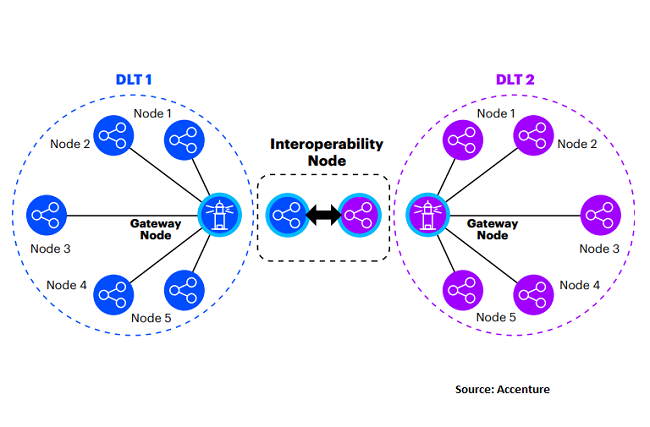 DLT 1
DLT 2
Node 1
Node 2
Node 3
Node 4
Node 5
Gateway
Node
Interoperability
Node
Node 1
Node 2
Gateway
Node
Node 3
Node 4
Node 5
Source: Accenture